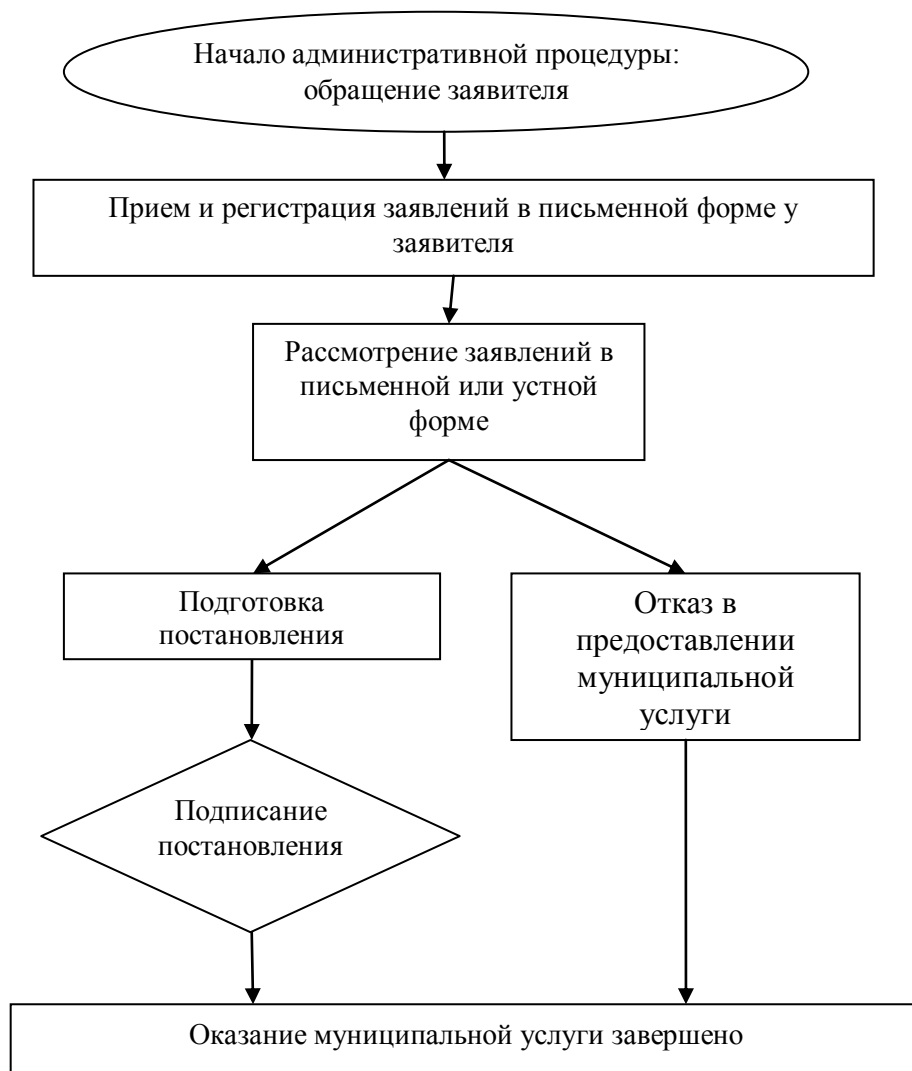 Начало административной процедуры:
обращение заявителя
Прием и регистрация заявлений в письменной форме у
заявителя
Рассмотрение заявлений в
письменной или устной
форме
Подготовка
постановления
Отказ в
предоставлении
муниципальной
услуги
Подписание
постановления
Оказание муниципальной услуги завершено